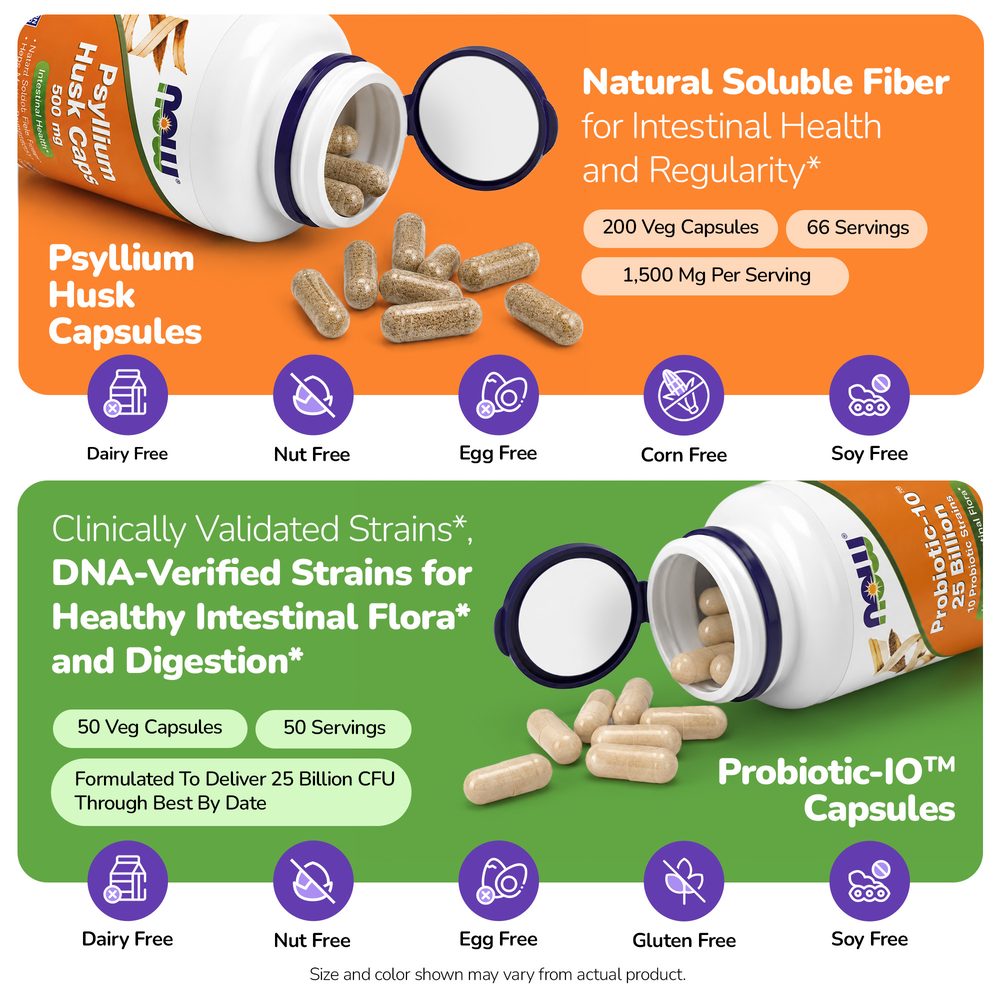 NOW®
Psyllium
Husk Caps
500 mg
Intestinal Health*
Natural Soluble Fiber
for Intestinal Health
and Regularity*
200 Veg Capsules
66 Servings
1,500 Mg Per Serving
Psyllium
Husk
Capsules
Dairy Free
Nut Free
Egg Free
Corn Free
Soy Free
Clinically Validated Strains*,
DNA-Verified Strains for
Healthy Intestinal Flora*
and Digestion*
50 Veg Capsules
50 Servings
Formulated To Deliver 25 Billion CFU
Through Best By Date
NOW®
Probiotic-10™
25 Billion
10 Probiotic Strains
Probiotic-10™
Capsules
Dairy Free
Nut Free
Egg Free
Gluten Free
Soy Free
Size and color shown may vary from actual product.